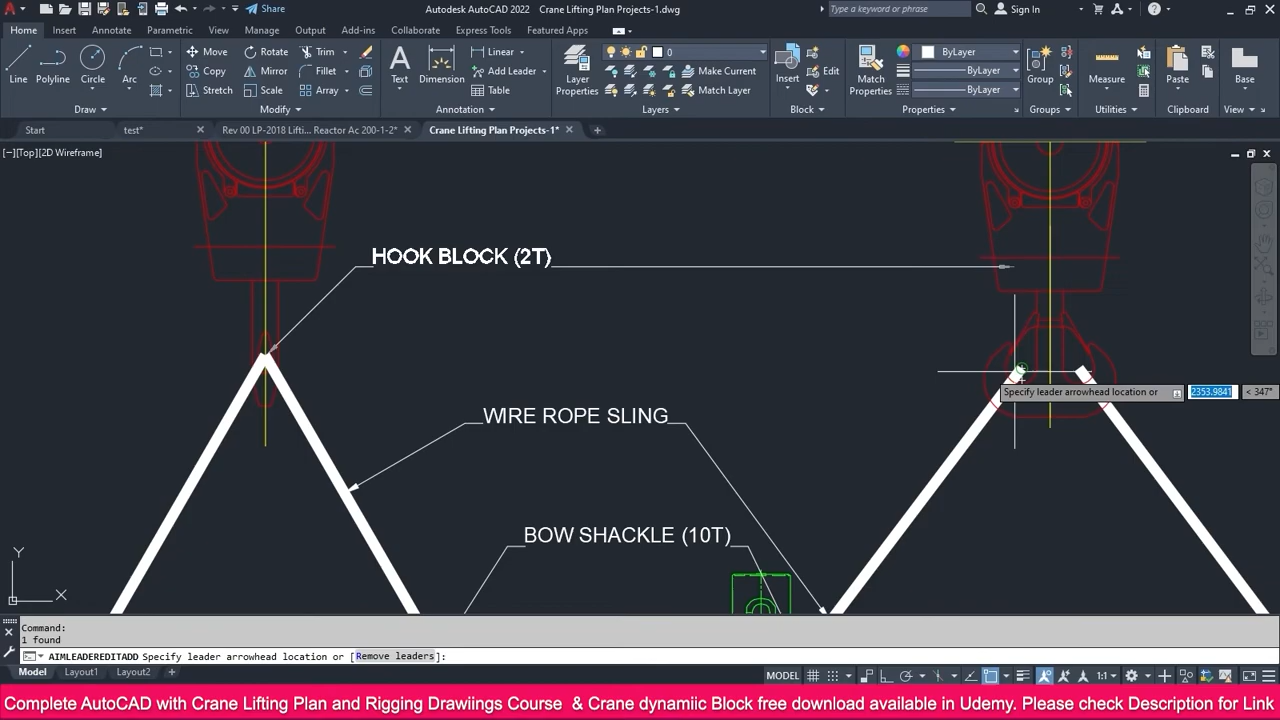 Share
Autodesk AutoCAD 2022 Crane Lifting Plan Projects-1.dwg
Type a keyword or phrase
Sign In
Home Insert Annotate Parametric View Manage Output Add-ins Collaborate Express Tools Featured Apps
Line Polyline Circle Arc
Move Rotate Trim
Copy Mirror Fillet
Stretch Scale Array
Text Dimension
Linear
Add Leader
Table
Layer Properties
0
Make Current
Match Layer
Insert
Edit
Match Properties
ByLayer
ByLayer
ByLayer
Group
Measure
Paste
Base
Draw Modify Annotation Layers Block Properties Groups Utilities Clipboard View
Start test* Rev 00 LP-2018 Lifti... Reactor Ac 200-1-2* Crane Lifting Plan Projects-1*
[−][Top][2D Wireframe]
HOOK BLOCK (2T)
Specify leader arrowhead location or
2353.9841
< 347°
WIRE ROPE SLING
BOW SHACKLE (10T)
Y
X
Command:
1 found
AIMLEADEREDITADD Specify leader arrowhead location or [Remove leaders]:
Model Layout1 Layout2
MODEL
1:1
Complete AutoCAD with Crane Lifting Plan and Rigging Drawiings Course & Crane dynamiic Block free download available in Udemy. Please check Description for Link